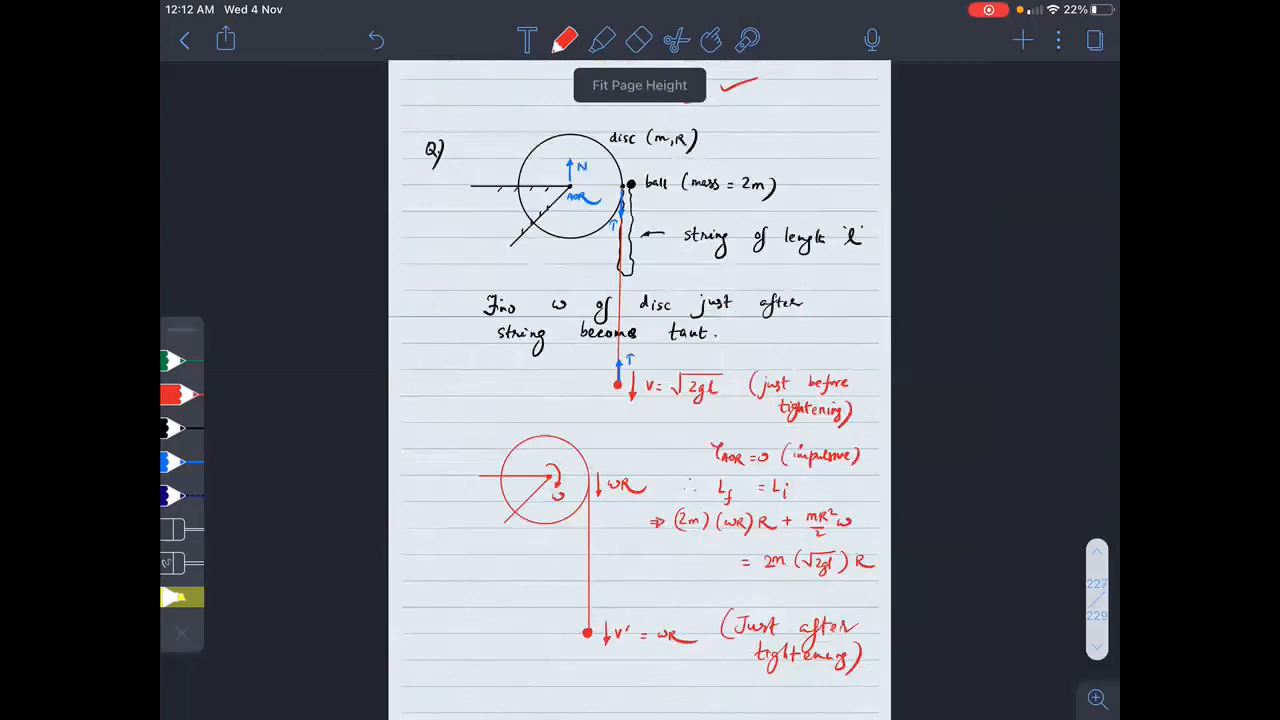 12:12 AM Wed 4 Nov
22%
T
Fit Page Height
Q)
disc (m,R)
N
AOR
ball (mass = 2m)
T
string of length 'l'
Find ω of disc just after
string becomes taut.
T
v = √2gl (just before
tightening)
τAOR = 0 (impulsive)
ω
ωR
∴ Lf = Li
⇒ (2m) (ωR) R + mR²/2 ω
= 2m (√2gl) R
v' = ωR
(Just after
tightening)
227
229